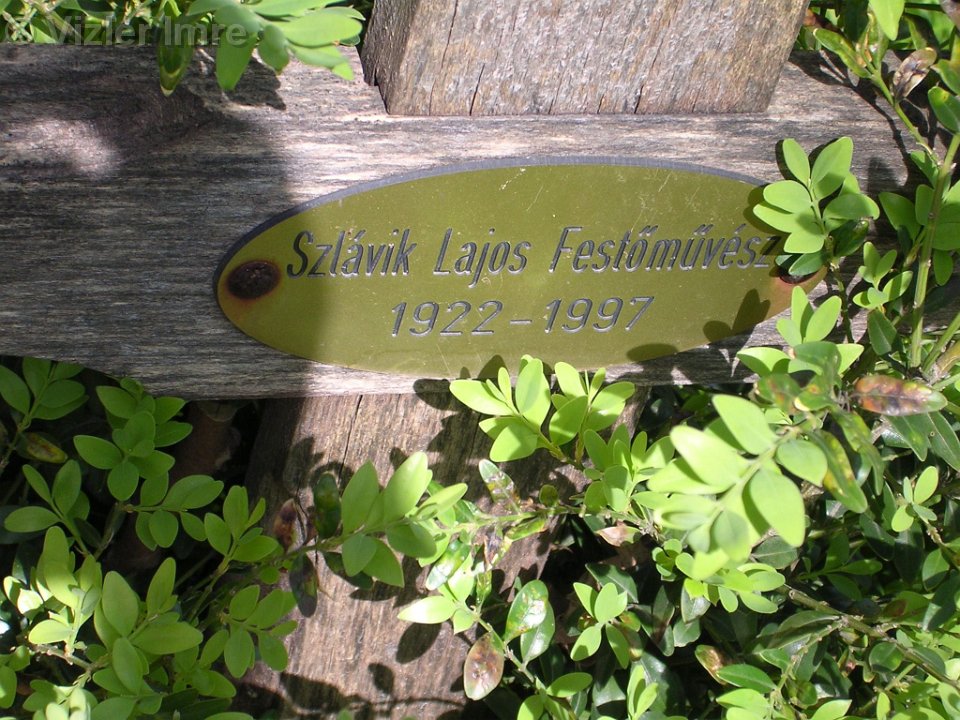 © Vizler Imre
Szlávik Lajos Festőművész
1922-1997